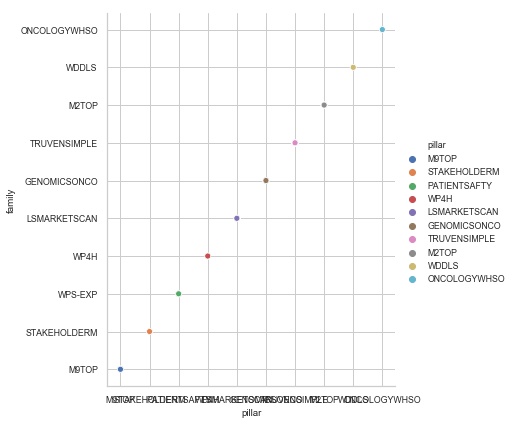 ONCOLOGYWHSO
WDDLS
M2TOP
TRUVENSIMPLE
GENOMICSONCO
LSMARKETSCAN
WP4H
WPS-EXP
STAKEHOLDERM
M9TOP
family
pillar
pillar
M9TOP
STAKEHOLDERM
PATIENTSAFTY
WP4H
LSMARKETSCAN
GENOMICSONCO
TRUVENSIMPLE
M2TOP
WDDLS
ONCOLOGYWHSO